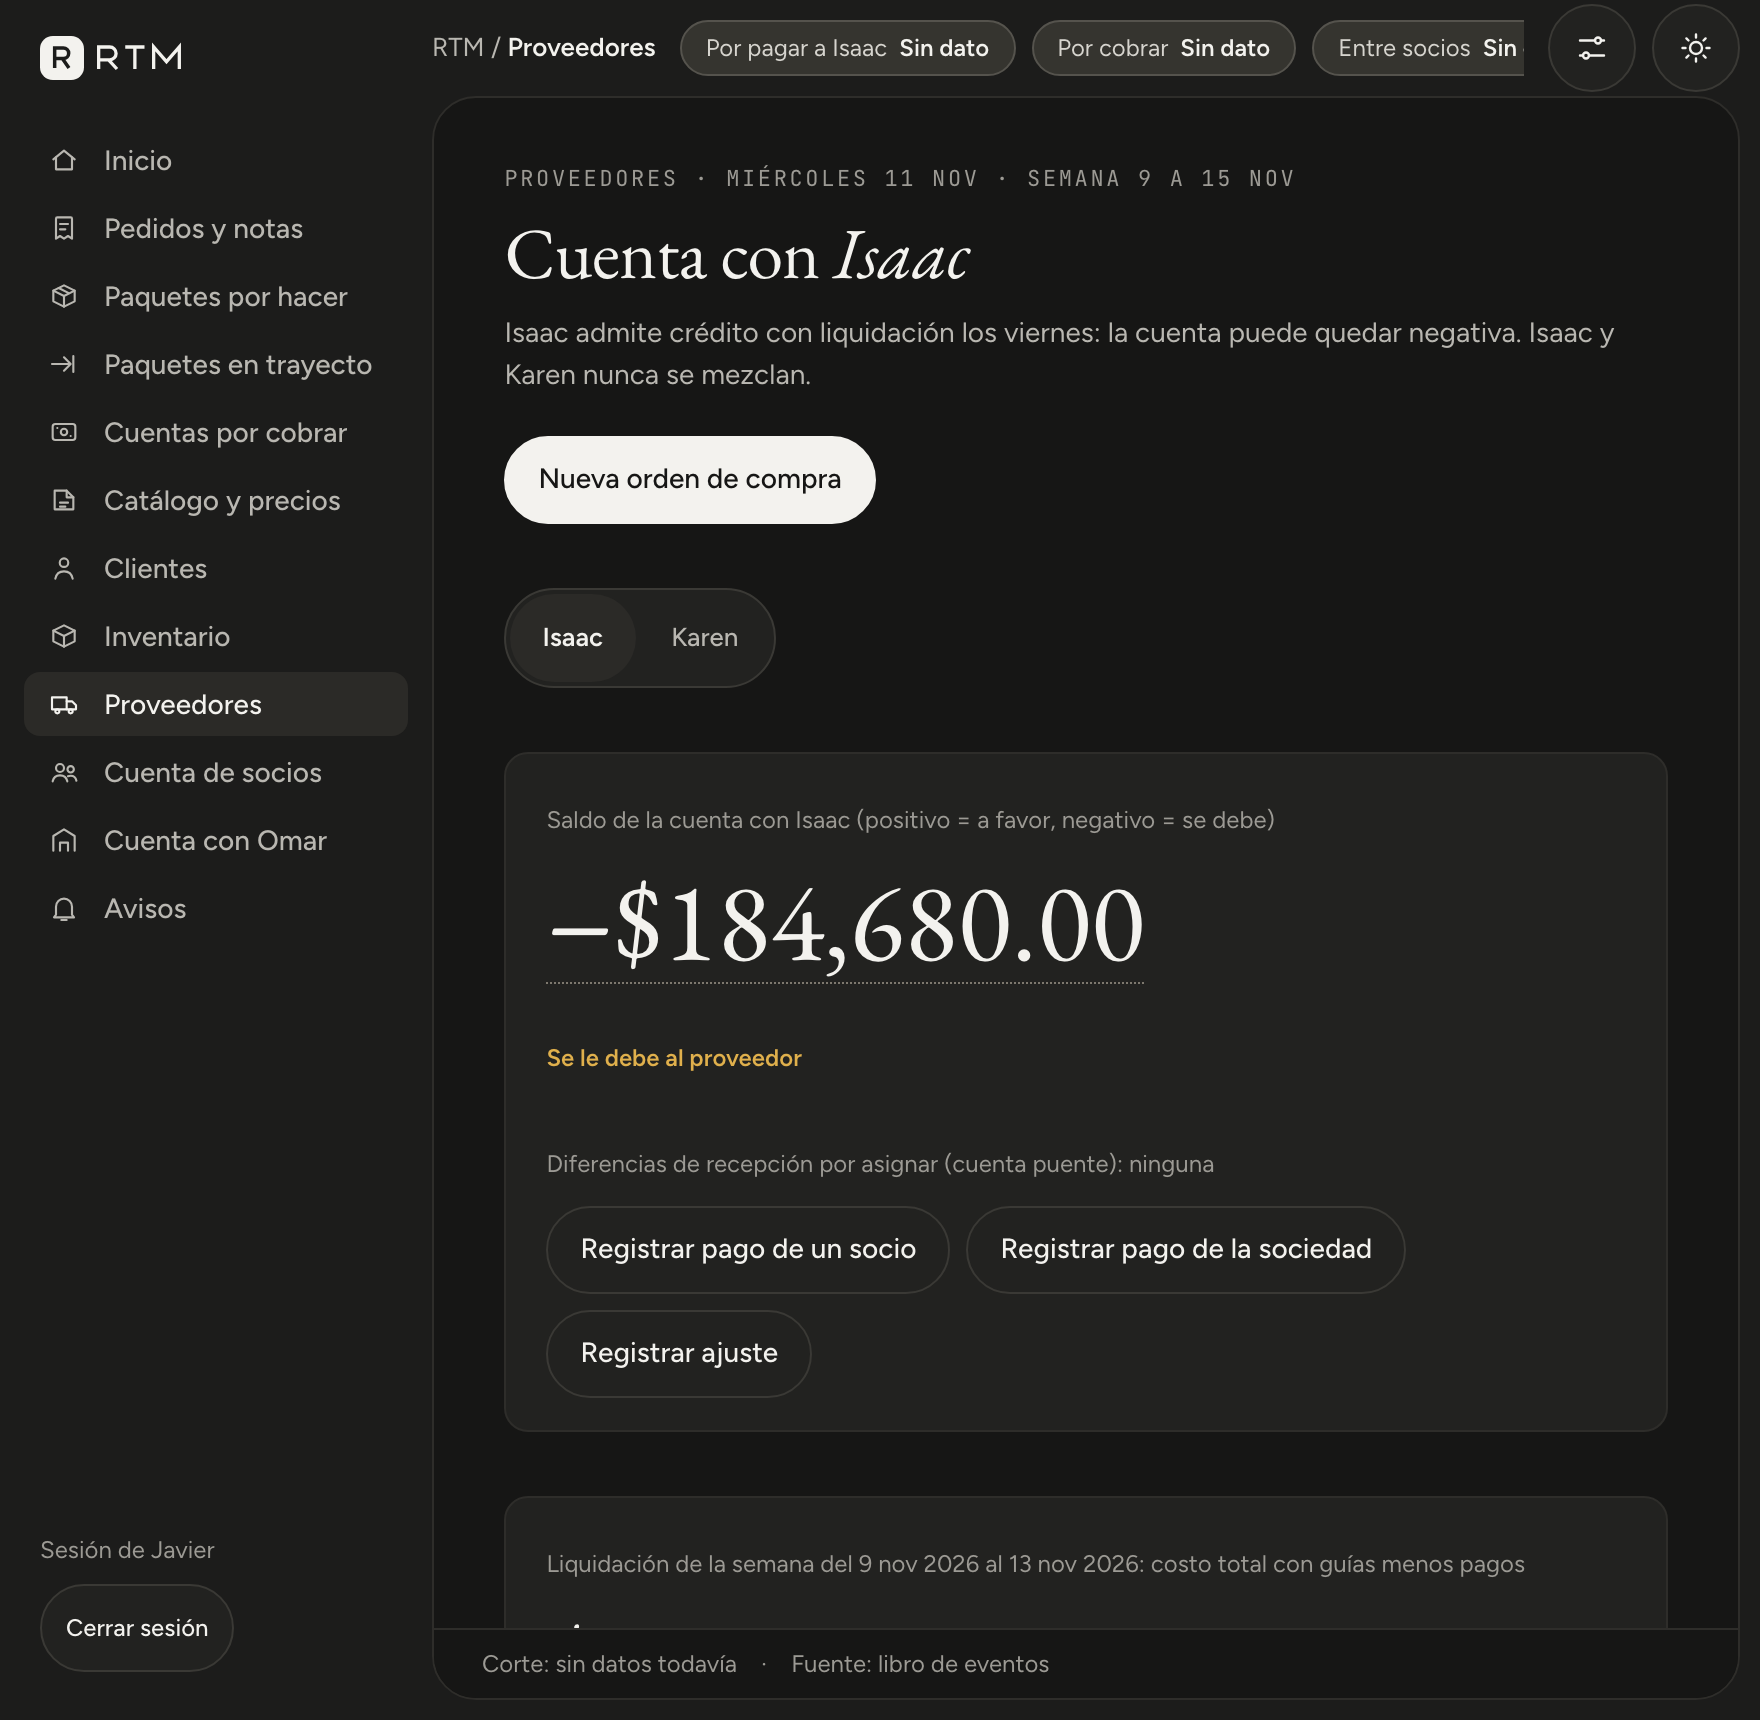 R RTM
Inicio
Pedidos y notas
Paquetes por hacer
Paquetes en trayecto
Cuentas por cobrar
Catálogo y precios
Clientes
Inventario
Proveedores
Cuenta de socios
Cuenta con Omar
Avisos
Sesión de Javier
Cerrar sesión
RTM / Proveedores
Por pagar a Isaac Sin dato
Por cobrar Sin dato
Entre socios Sin
PROVEEDORES · MIÉRCOLES 11 NOV · SEMANA 9 A 15 NOV
Cuenta con Isaac
Isaac admite crédito con liquidación los viernes: la cuenta puede quedar negativa. Isaac y
Karen nunca se mezclan.
Nueva orden de compra
Isaac Karen
Saldo de la cuenta con Isaac (positivo = a favor, negativo = se debe)
−$184,680.00
Se le debe al proveedor
Diferencias de recepción por asignar (cuenta puente): ninguna
Registrar pago de un socio
Registrar pago de la sociedad
Registrar ajuste
Liquidación de la semana del 9 nov 2026 al 13 nov 2026: costo total con guías menos pagos
Corte: sin datos todavía · Fuente: libro de eventos